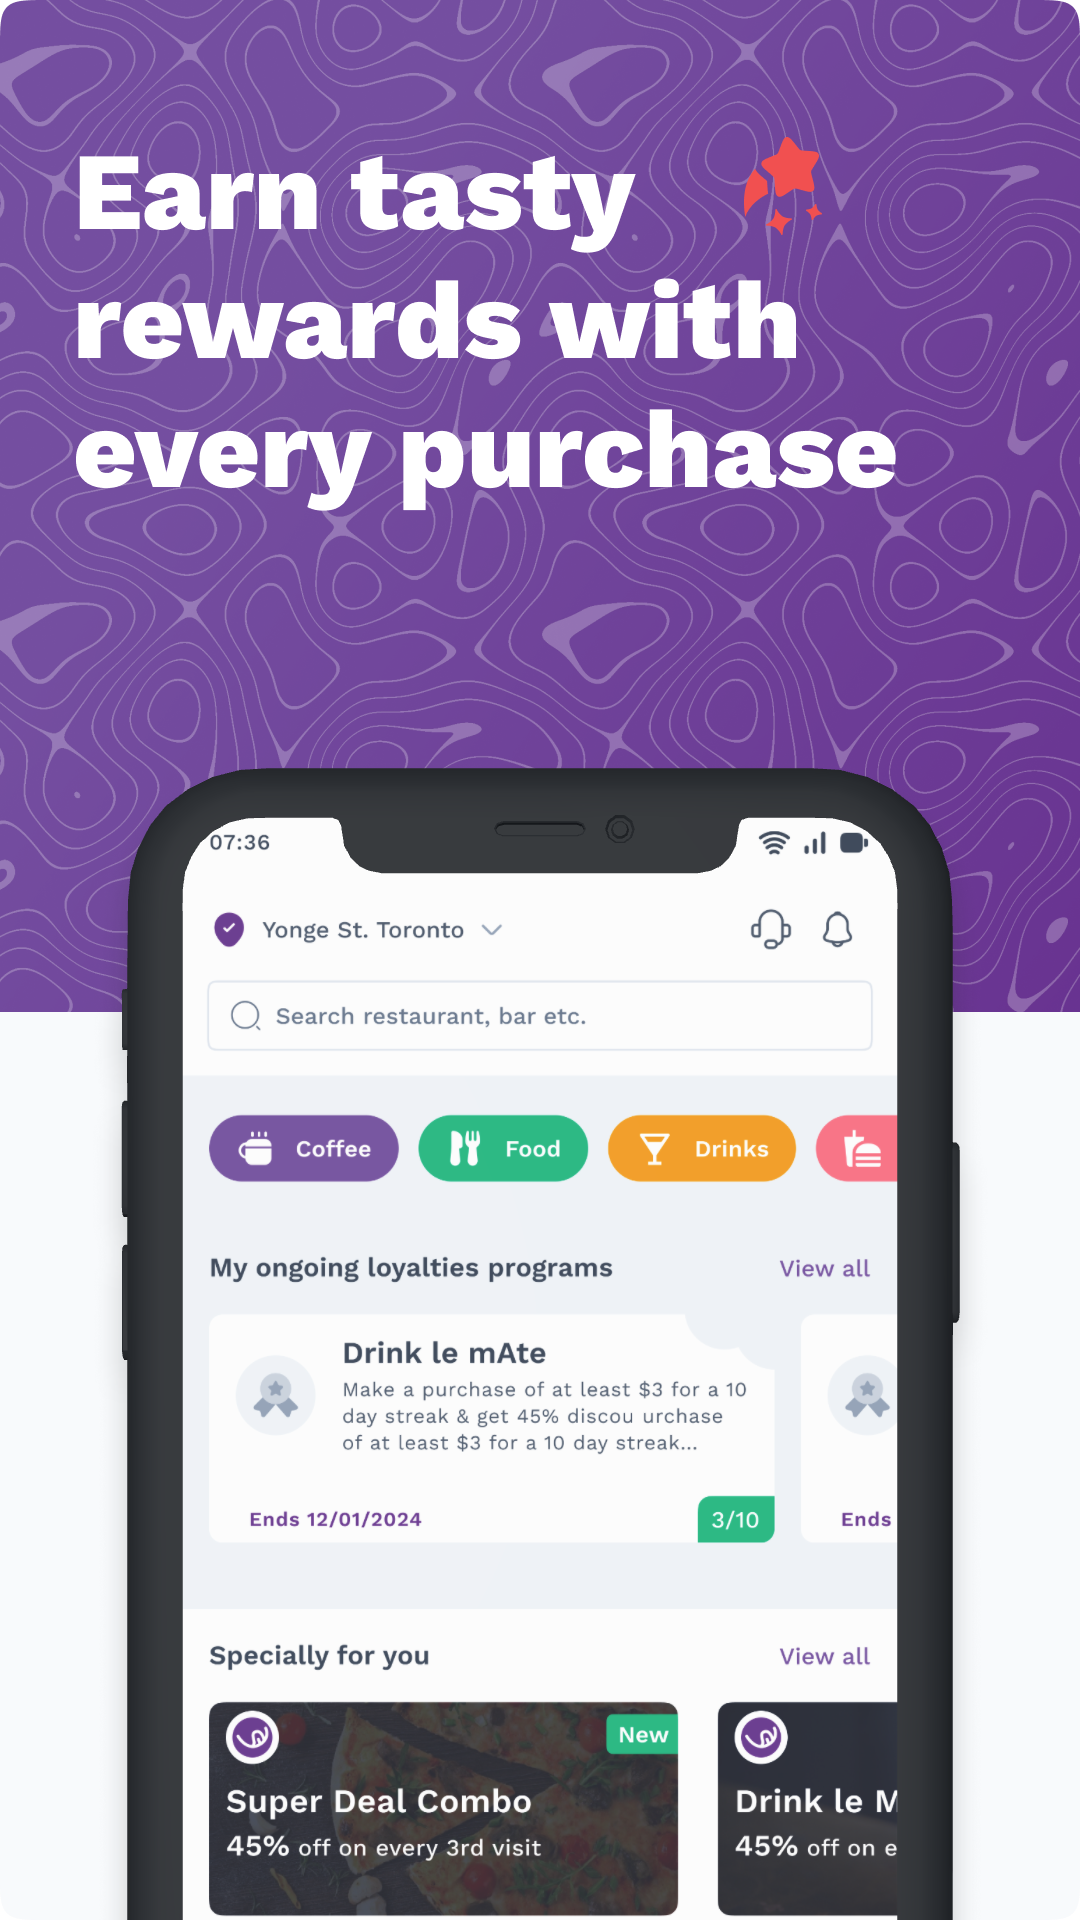 Earn tasty
rewards with
every purchase
07:36
Yonge St. Toronto
Search restaurant, bar etc.
Coffee
Food
Drinks
My ongoing loyalties programs
View all
Drink le mAte
Make a purchase of at least $3 for a 10
day streak & get 45% discou urchase
of at least $3 for a 10 day streak...
Ends 12/01/2024
3/10
Ends
Specially for you
View all
New
Super Deal Combo
45% off on every 3rd visit
Drink le M
45% off on e